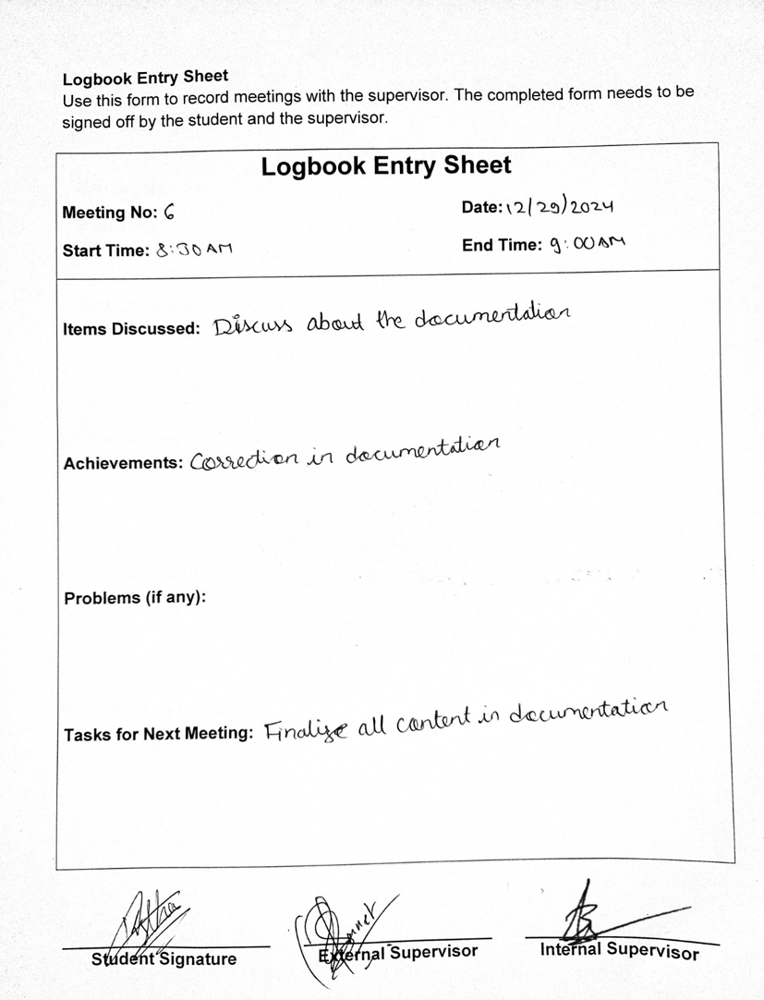 Logbook Entry Sheet
Use this form to record meetings with the supervisor. The completed form needs to be
signed off by the student and the supervisor.
Logbook Entry Sheet
Meeting No: 6 Date: 12/29/2024
Start Time: 8:30 AM End Time: 9:00 AM
Items Discussed: Discuss about the documentation
Achievements: Correction in documentation
Problems (if any):
Tasks for Next Meeting: Finalize all content in documentation
Student Signature External Supervisor Internal Supervisor